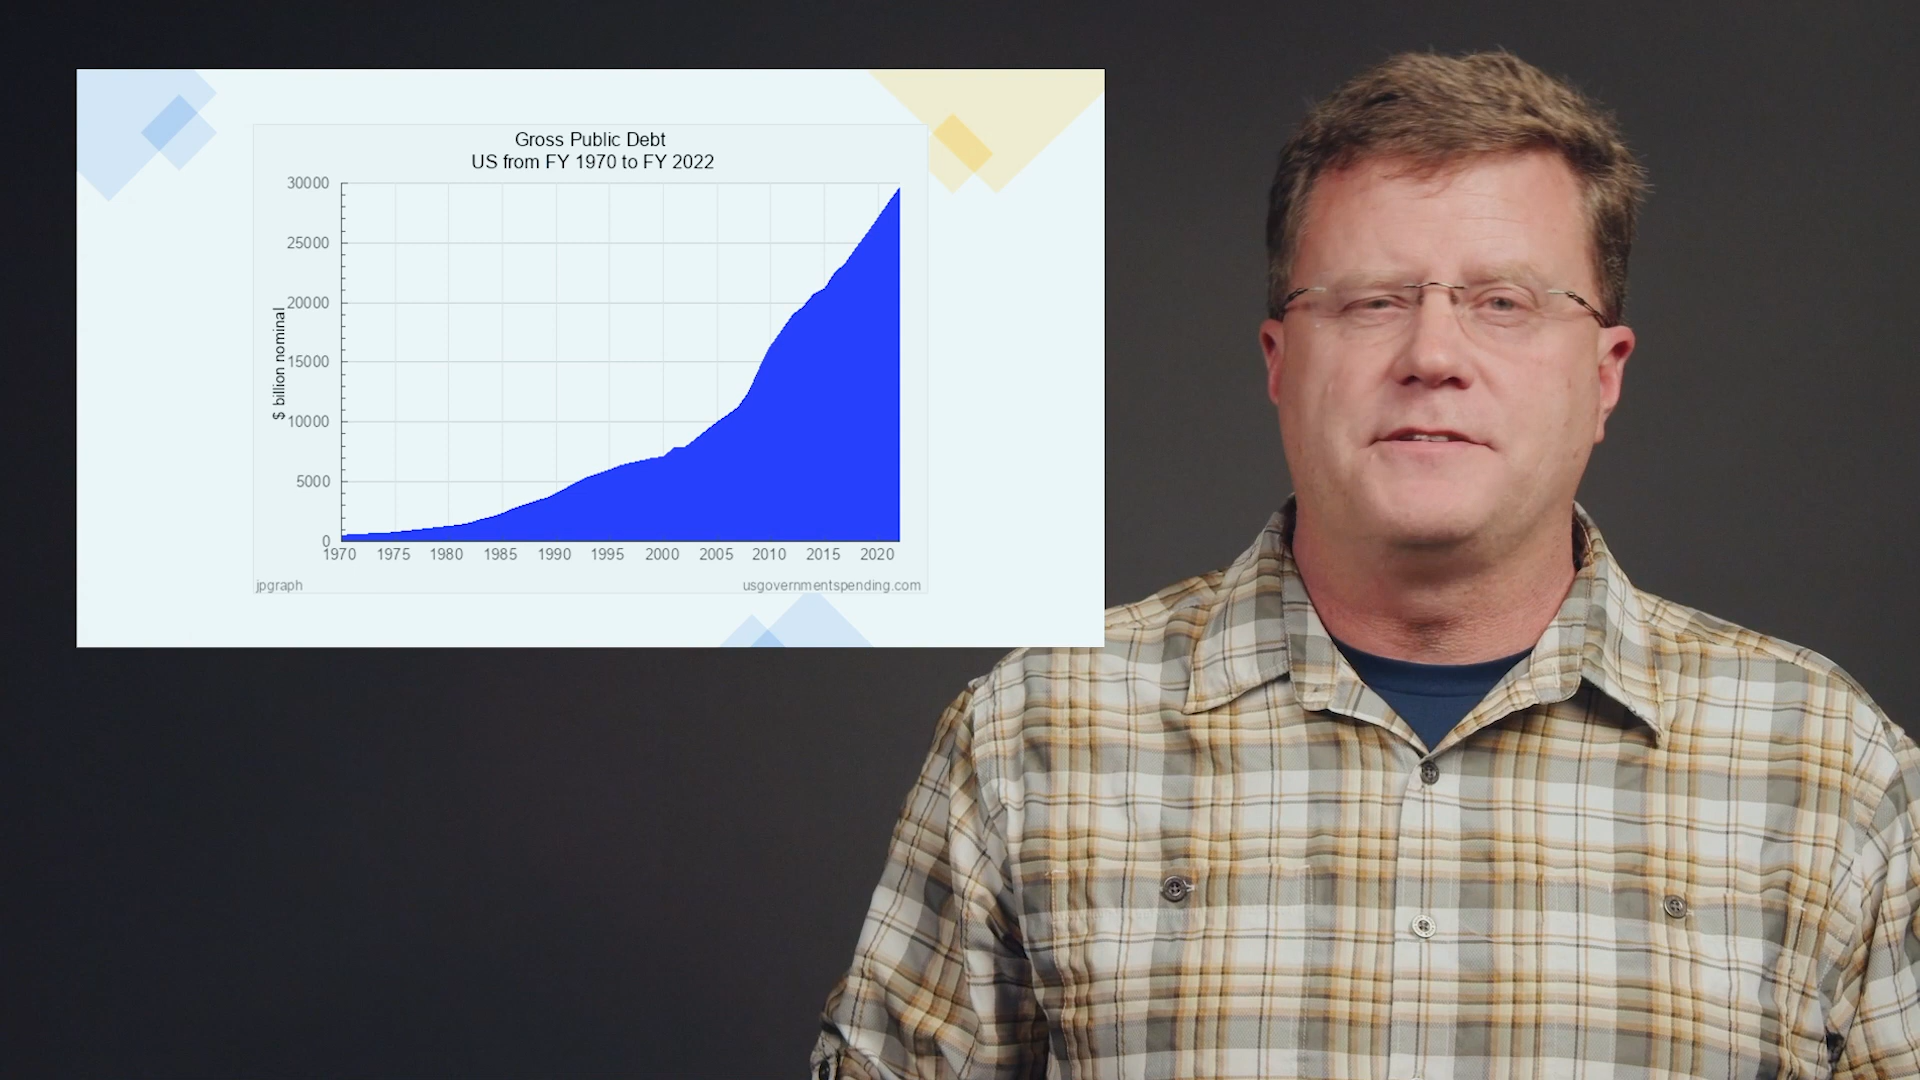 Gross Public Debt
US from FY 1970 to FY 2022
30000
25000
20000
15000
10000
5000
0
$ billion nominal
1970 1975 1980 1985 1990 1995 2000 2005 2010 2015 2020
jpgraph
usgovernmentspending.com